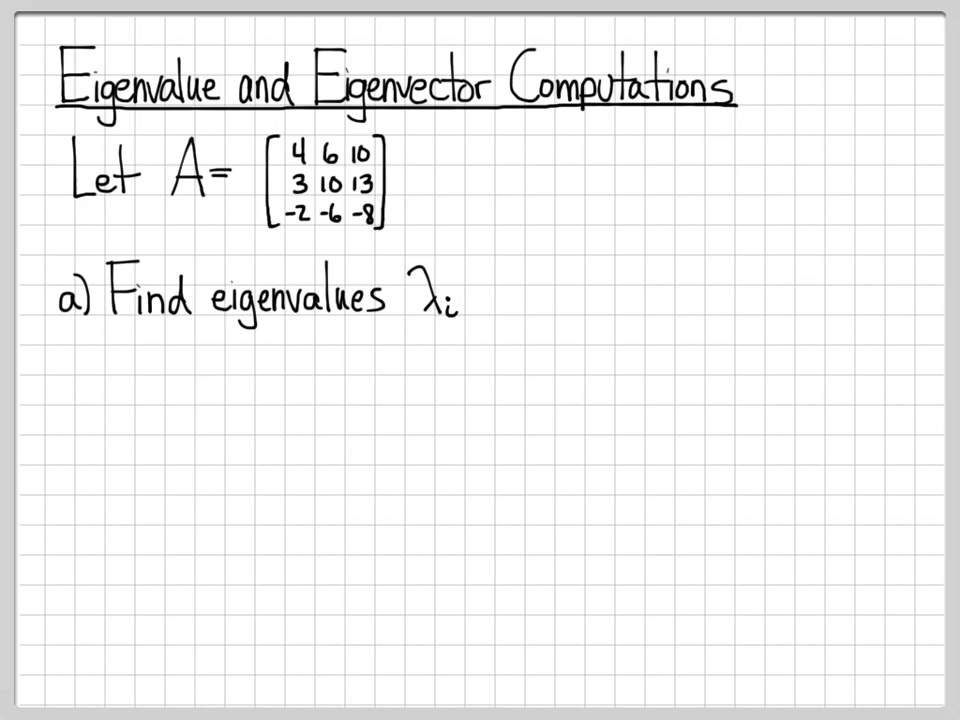 Eigenvalue and Eigenvector Computations
Let A= [4 6 10
3 10 13
-2 -6 -8]
a) Find eigenvalues λi